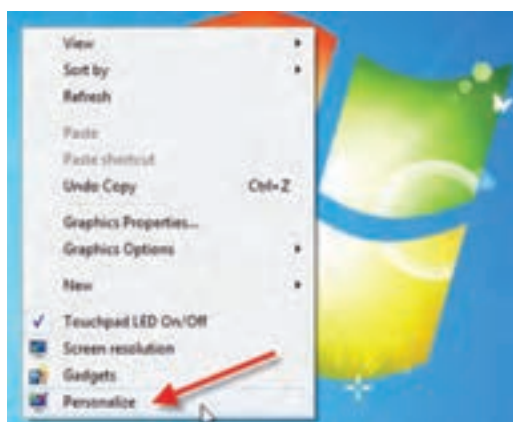 View
Sort by
Refresh
Paste
Paste shortcut
Undo Copy Ctrl+Z
Graphics Properties...
Graphics Options
New
Touchpad LED On/Off
Screen resolution
Gadgets
Personalize